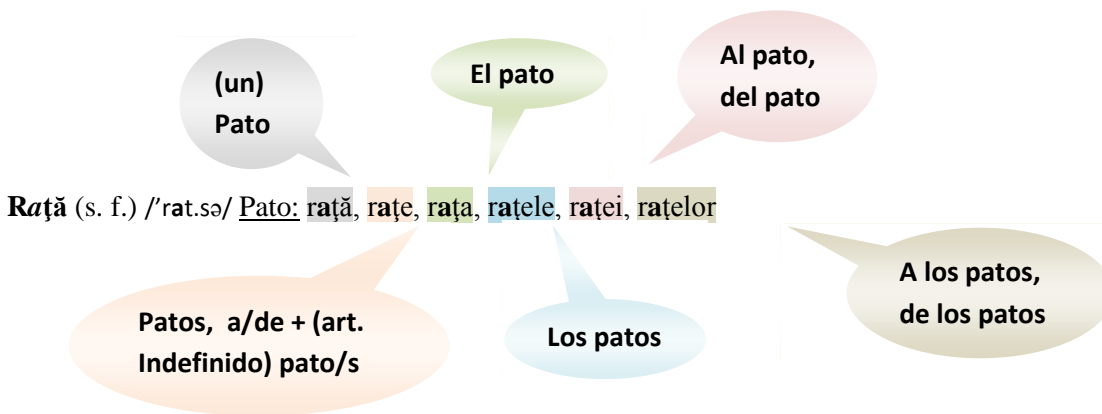 (un)
Pato
El pato
Al pato,
del pato
Raţă (s. f.) /'rat.sə/ Pato: raţă, raţe, raţa, raţele, raţei, raţelor
Patos, a/de + (art.
Indefinido) pato/s
Los patos
A los patos,
de los patos